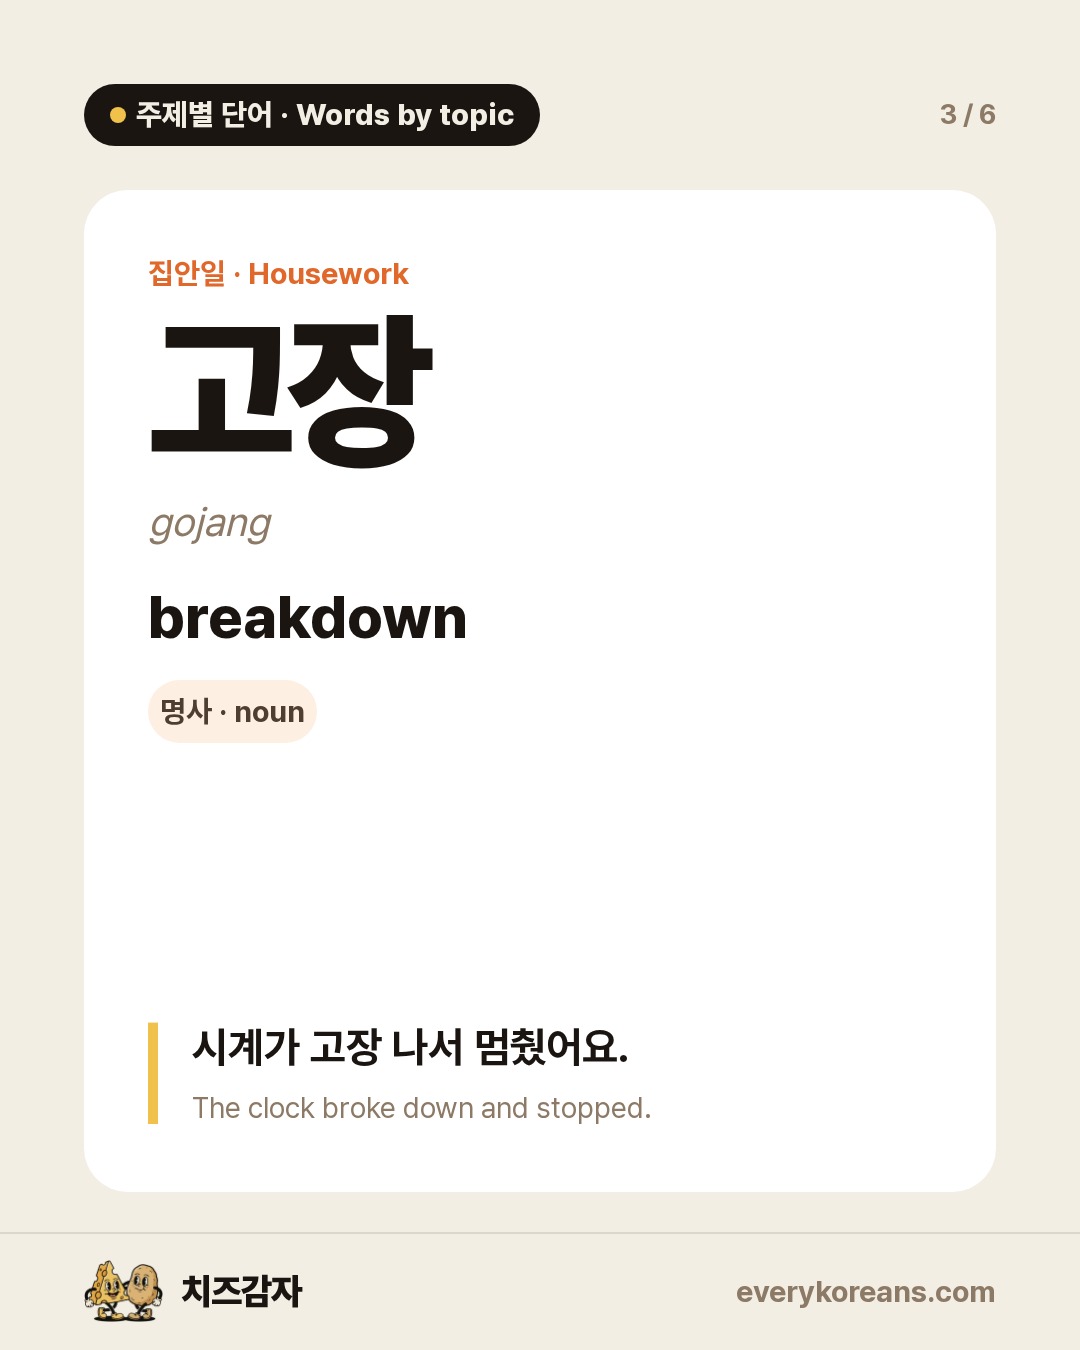 주제별 단어 · Words by topic
3 / 6
집안일 · Housework
고장
gojang
breakdown
명사 · noun
시계가 고장 나서 멈췄어요.
The clock broke down and stopped.
치즈감자
everykoreans.com